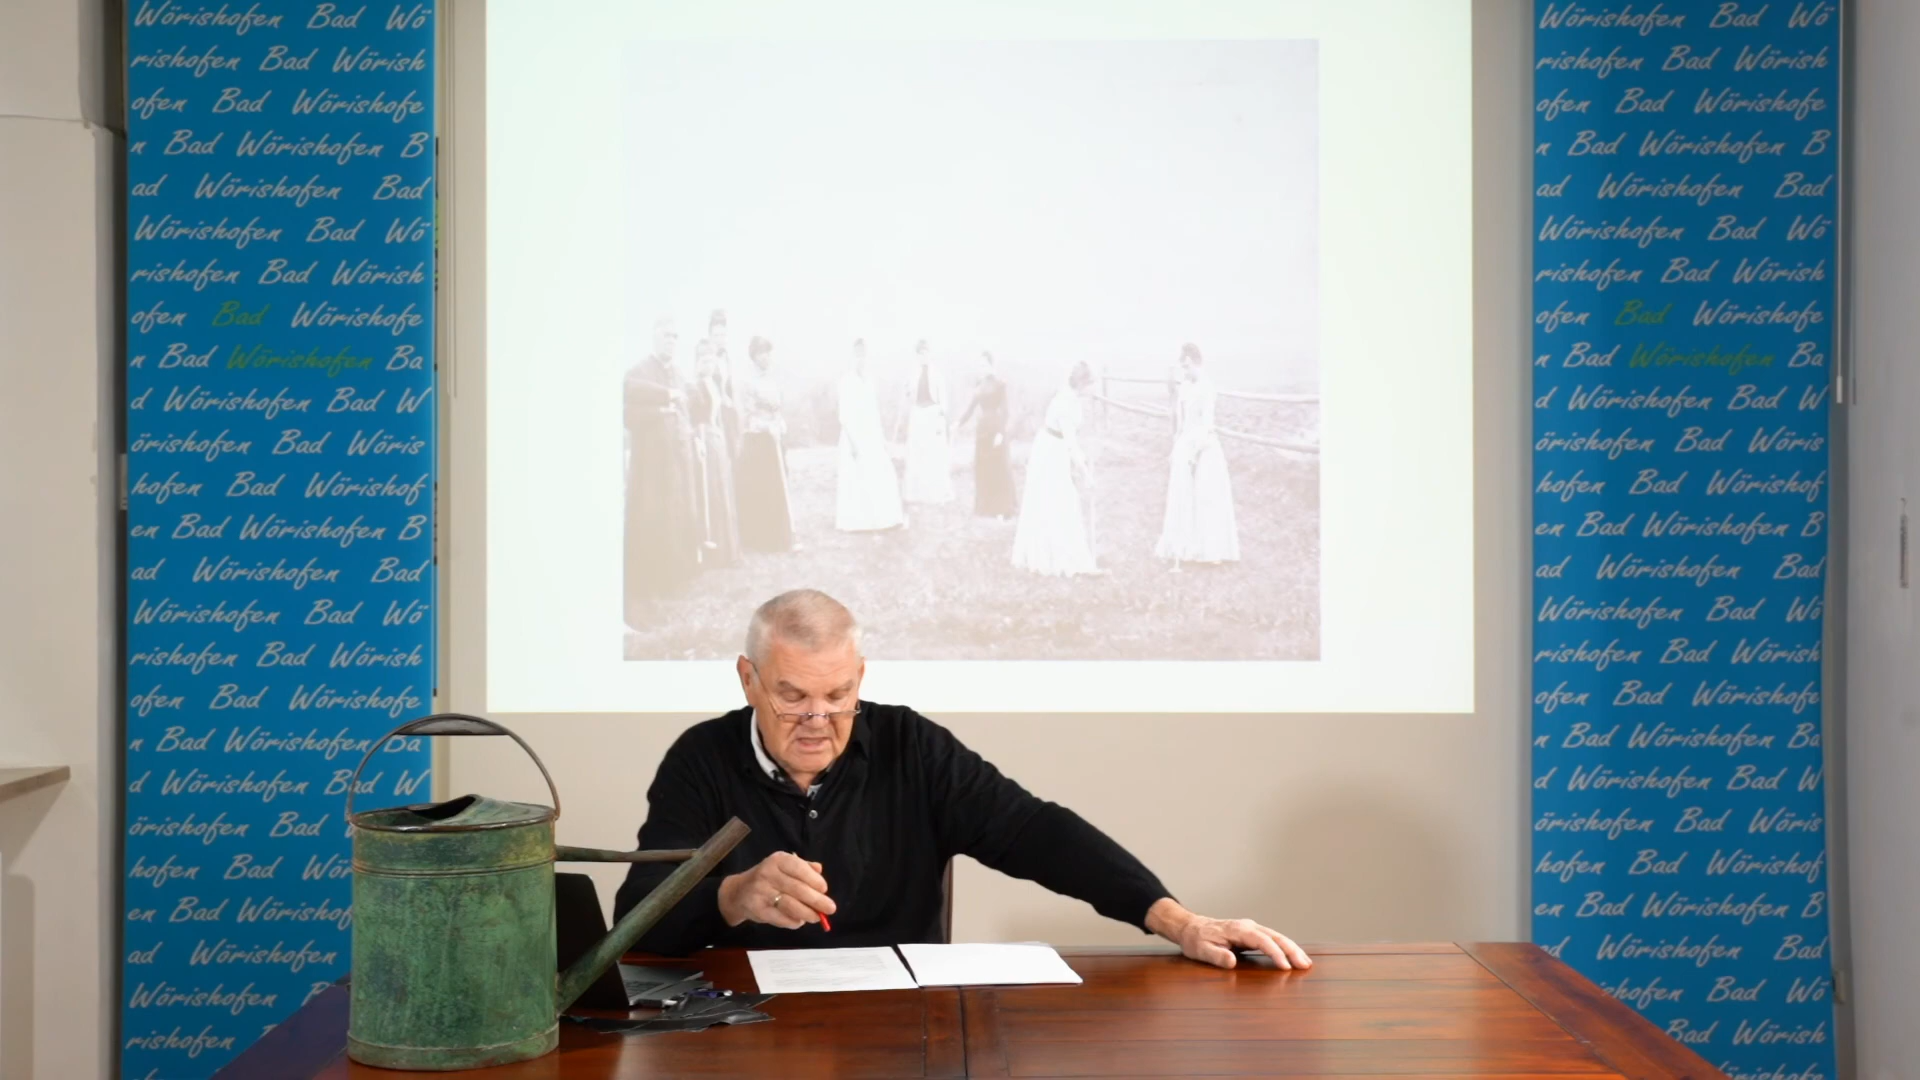 Wörishofen Bad Wö
rishofen Bad Wörish
ofen Bad Wörishofe
n Bad Wörishofen B
ad Wörishofen Bad
Wörishofen Bad Wö
rishofen Bad Wörish
ofen Bad Wörishofe
n Bad Wörishofen Ba
d Wörishofen Bad W
örishofen Bad Wöris
hofen Bad Wörishof
en Bad Wörishofen B
ad Wörishofen Bad
Wörishofen Bad Wö
rishofen Bad Wörish
ofen Bad Wörishofe
n Bad Wörishofen Ba
d Wörishofen Bad W
örishofen Bad
hofen Bad Wör
en Bad Wörishof
ad Wörishofen
Wörishofen
rishofen
Wörishofen Bad Wö
rishofen Bad Wörish
ofen Bad Wörishofe
n Bad Wörishofen B
ad Wörishofen Bad
Wörishofen Bad Wö
rishofen Bad Wörish
ofen Bad Wörishofe
n Bad Wörishofen Ba
d Wörishofen Bad W
örishofen Bad Wöris
hofen Bad Wörishof
en Bad Wörishofen B
ad Wörishofen Bad
Wörishofen Bad Wö
rishofen Bad Wörish
ofen Bad Wörishofe
n Bad Wörishofen Ba
d Wörishofen Bad W
örishofen Bad Wöris
hofen Bad Wörishof
en Bad Wörishofen B
ad Wörishofen Bad
rishofen Bad Wö
Bad Wörish
örishofen